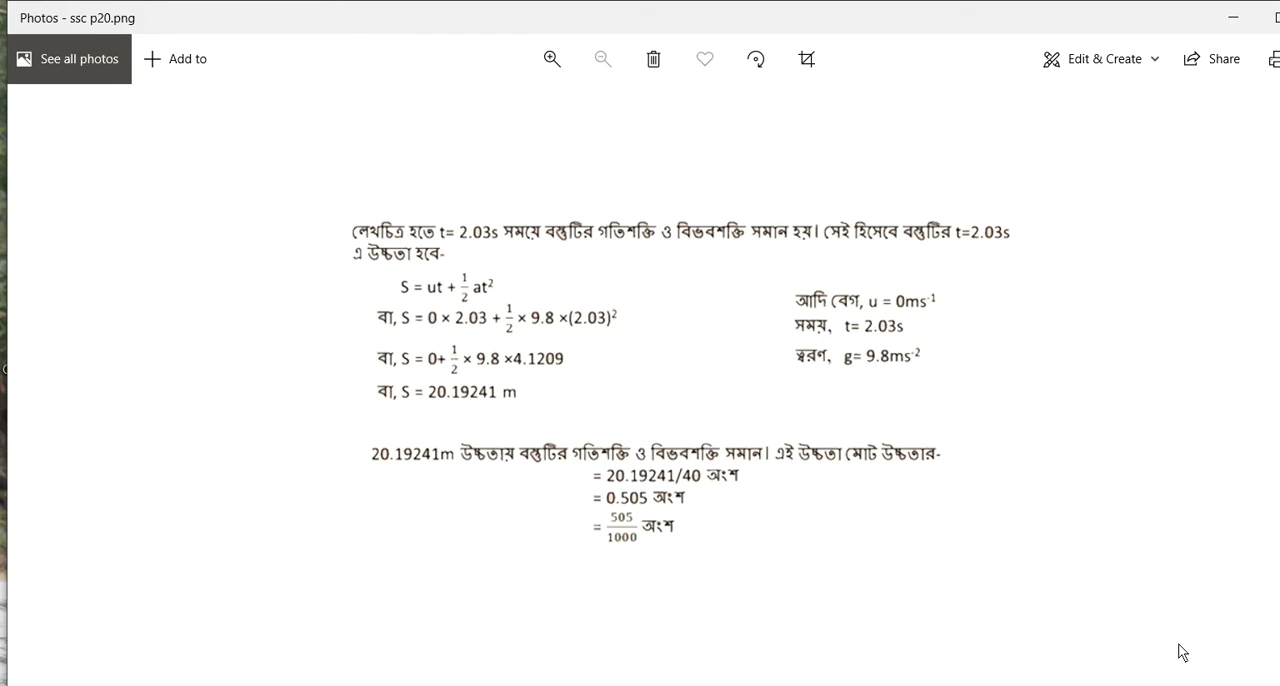 Photos - ssc p20.png
See all photos
Add to
Edit & Create
Share
লেখচিত্র হতে t= 2.03s সময়ে বস্তুটির গতিশক্তি ও বিভবশক্তি সমান হয়। সেই হিসেবে বস্তুটির t=2.03s
এ উচ্চতা হবে-
S = ut + 1/2 at²
বা, S = 0 × 2.03 + 1/2 × 9.8 ×(2.03)²
বা, S = 0+ 1/2 × 9.8 ×4.1209
বা, S = 20.19241 m
আদি বেগ, u = 0ms⁻¹
সময়, t= 2.03s
ত্বরণ, g= 9.8ms⁻²
20.19241m উচ্চতায় বস্তুটির গতিশক্তি ও বিভবশক্তি সমান। এই উচ্চতা মোট উচ্চতার-
= 20.19241/40 অংশ
= 0.505 অংশ
= 505/1000 অংশ